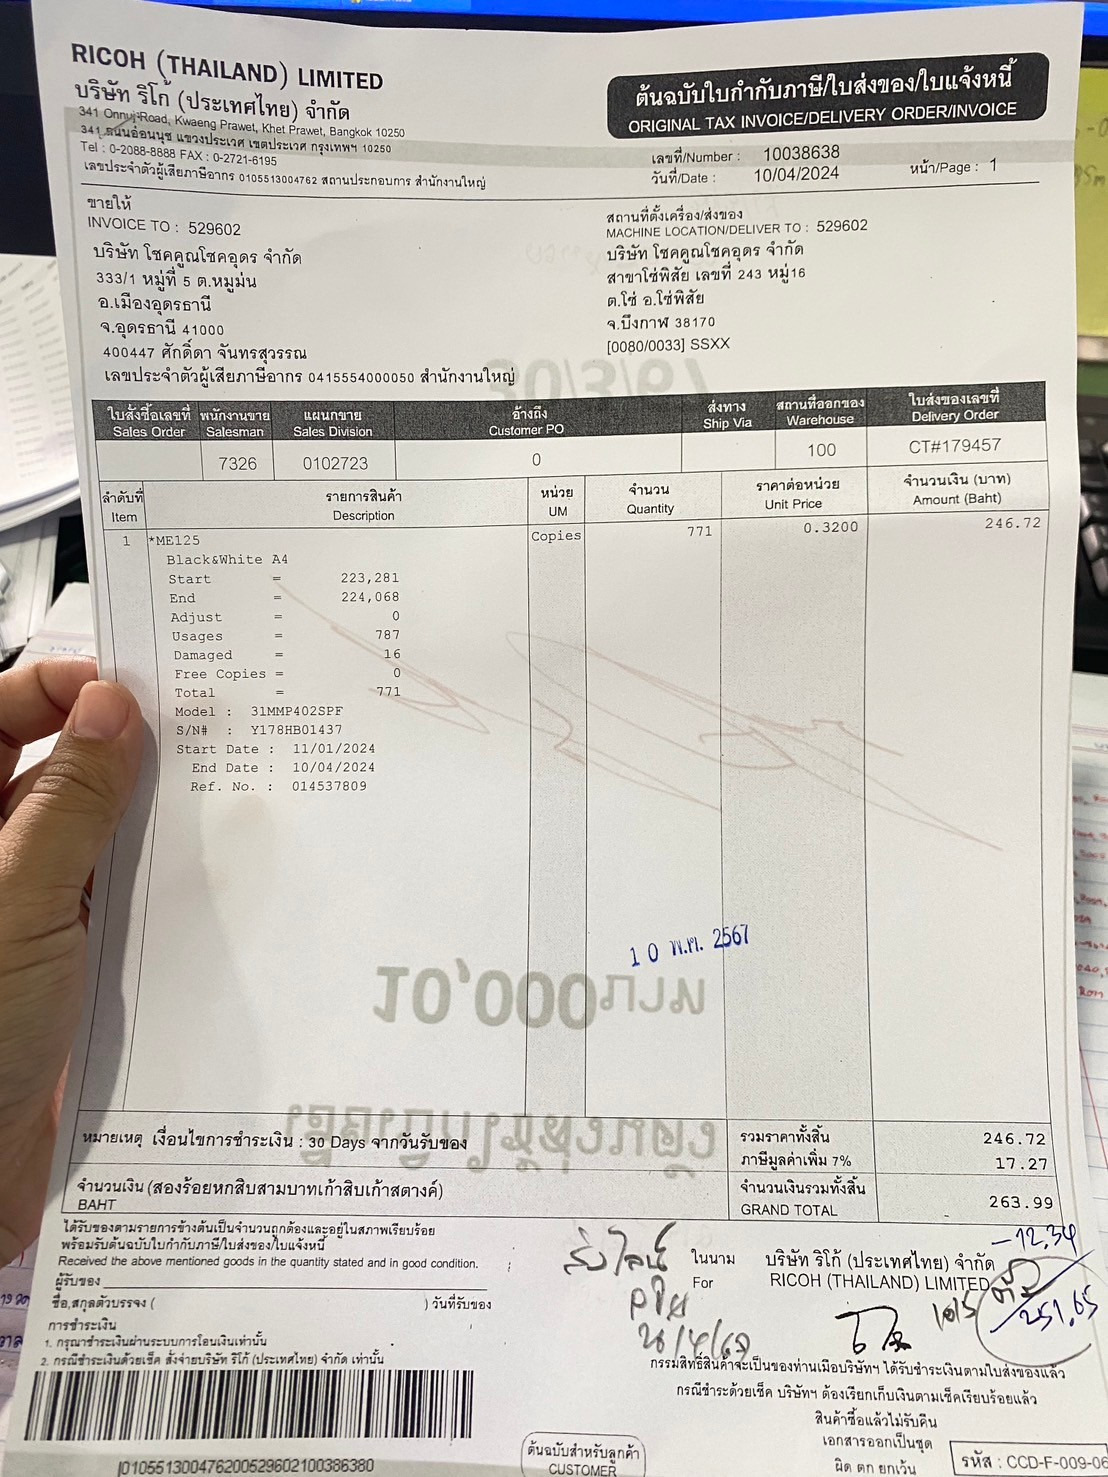 RICOH (THAILAND) LIMITED
บริษัท ริโก้ (ประเทศไทย) จำกัด
341 Onnuj Road, Kwaeng Prawet, Khet Prawet, Bangkok 10250
341 ถนนอ่อนนุช แขวงประเวศ เขตประเวศ กรุงเทพฯ 10250
Tel : 0-2088-8888 FAX : 0-2721-6195
เลขประจำตัวผู้เสียภาษีอากร 0105513004762 สถานประกอบการ สำนักงานใหญ่
ต้นฉบับใบกำกับภาษี/ใบส่งของ/ใบแจ้งหนี้
ORIGINAL TAX INVOICE/DELIVERY ORDER/INVOICE
เลขที่/Number : 10038638
วันที่/Date : 10/04/2024 หน้า/Page : 1
ขายให้
INVOICE TO : 529602
บริษัท โชคคูณโชคอุดร จำกัด
333/1 หมู่ที่ 5 ต.หมูม่น
อ.เมืองอุดรธานี
จ.อุดรธานี 41000
400447 ศักดิ์ดา จันทรสุวรรณ
เลขประจำตัวผู้เสียภาษีอากร 0415554000050 สำนักงานใหญ่
สถานที่ตั้งเครื่อง/ส่งของ
MACHINE LOCATION/DELIVER TO : 529602
บริษัท โชคคูณโชคอุดร จำกัด
สาขาโซ่พิสัย เลขที่ 243 หมู่16
ต.โซ่ อ.โซ่พิสัย
จ.บึงกาฬ 38170
[0080/0033] SSXX
ใบสั่งซื้อเลขที่ พนักงานขาย แผนกขาย อ้างถึง ส่งทาง สถานที่ออกของ ใบส่งของเลขที่
Sales Order Salesman Sales Division Customer PO Ship Via Warehouse Delivery Order
7326 0102723 0 100 CT#179457
ลำดับที่ รายการสินค้า หน่วย จำนวน ราคาต่อหน่วย จำนวนเงิน (บาท)
Item Description UM Quantity Unit Price Amount (Baht)
1 *ME125 Copies 771 0.3200 246.72
Black&White A4
Start = 223,281
End = 224,068
Adjust = 0
Usages = 787
Damaged = 16
Free Copies = 0
Total = 771
Model : 31MMP402SPF
S/N# : Y178HB01437
Start Date : 11/01/2024
End Date : 10/04/2024
Ref. No. : 014537809
10 พ.ค. 2567
หมายเหตุ เงื่อนไขการชำระเงิน : 30 Days จากวันรับของ
รวมราคาทั้งสิ้น 246.72
ภาษีมูลค่าเพิ่ม 7% 17.27
จำนวนเงิน (สองร้อยหกสิบสามบาทเก้าสิบเก้าสตางค์)
BAHT
จำนวนเงินรวมทั้งสิ้น
GRAND TOTAL 263.99
-12.34
251.65
ได้รับของตามรายการข้างต้นเป็นจำนวนถูกต้องและอยู่ในสภาพเรียบร้อย
พร้อมรับต้นฉบับใบกำกับภาษี/ใบส่งของ/ใบแจ้งหนี้
Received the above mentioned goods in the quantity stated and in good condition.
ผู้รับของ
ชื่อ,สกุลตัวบรรจง ( ) วันที่รับของ
การชำระเงิน
1. กรุณาชำระเงินผ่านระบบการโอนเงินเท่านั้น
2. กรณีชำระเงินด้วยเช็ค สั่งจ่ายบริษัท ริโก้ (ประเทศไทย) จำกัด เท่านั้น
ในนาม บริษัท ริโก้ (ประเทศไทย) จำกัด
For RICOH (THAILAND) LIMITED
กรรมสิทธิ์สินค้าจะเป็นของท่านเมื่อบริษัทฯ ได้รับชำระเงินตามใบส่งของแล้ว
กรณีชำระด้วยเช็ค บริษัทฯ ต้องเรียกเก็บเงินตามเช็คเรียบร้อยแล้ว
สินค้าซื้อแล้วไม่รับคืน
เอกสารออกเป็นชุด
ผิด ตก ยกเว้น
|01055130047620052960210038​6380
ต้นฉบับสำหรับลูกค้า
CUSTOMER
รหัส : CCD-F-009-06